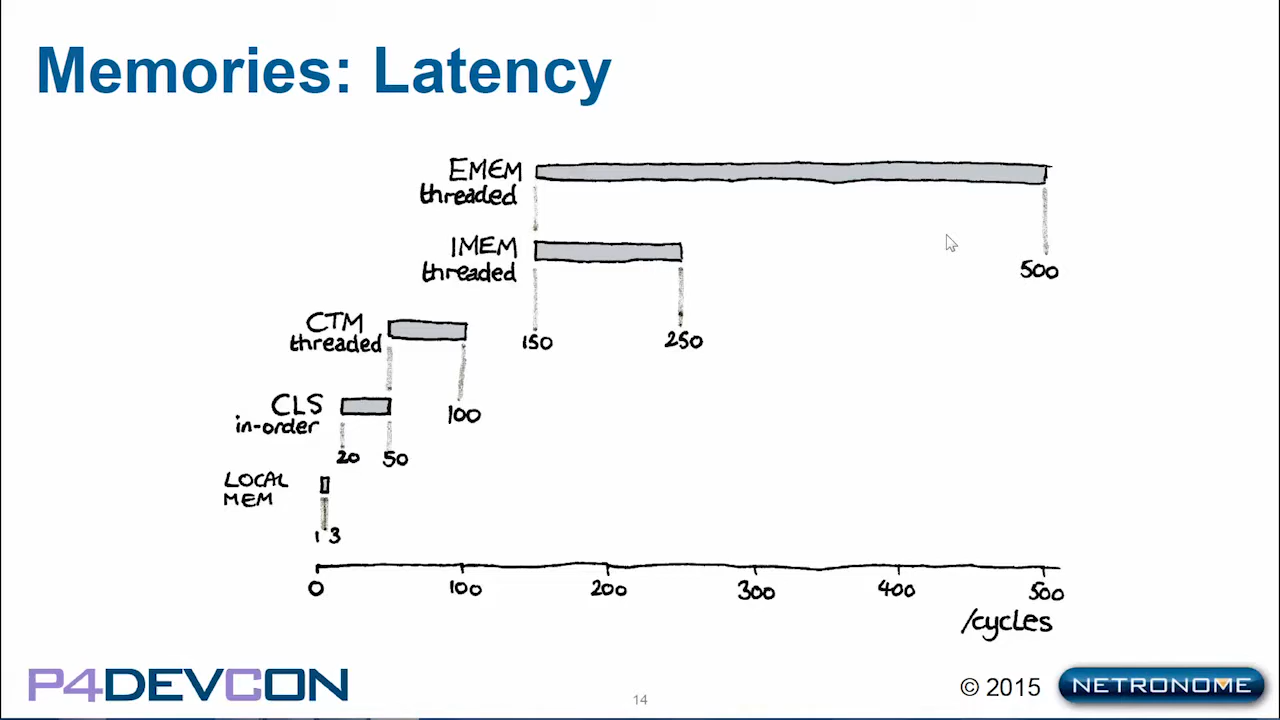 Memories: Latency
EMEM
threaded
IMEM
threaded
500
CTM
threaded
150 250
CLS
in-order
100
20 50
LOCAL
MEM
1 3
0 100 200 300 400 500
/cycles
P4DEVCON
14
© 2015 NETRONOME